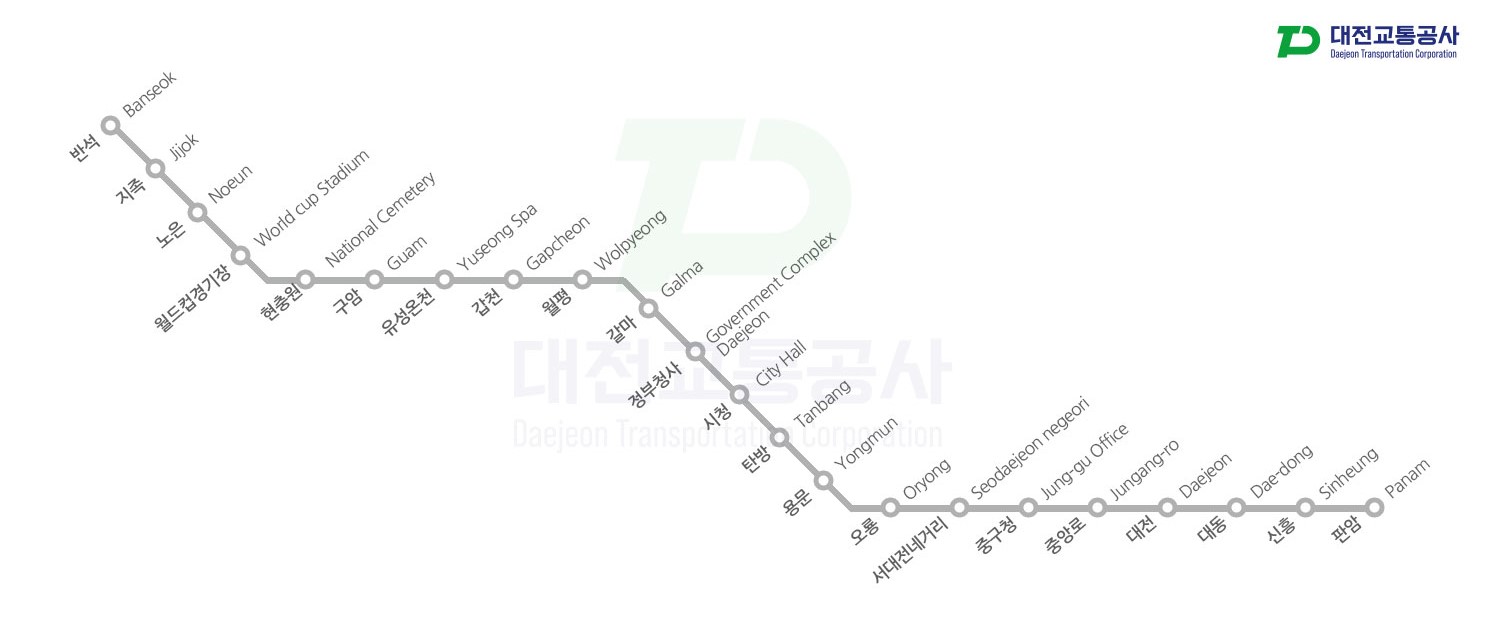 대전교통공사
Daejeon Transportation Corporation
Banseok
반석
Jijok
지족
Noeun
노은
World cup Stadium
월드컵경기장
National Cemetery
현충원
Guam
구암
Yuseong Spa
유성온천
Gapcheon
갑천
Wolpyeong
월평
Galma
갈마
Government Complex
Daejeon
정부청사
City Hall
시청
Tanbang
탄방
Yongmun
용문
Oryong
오룡
Seodaejeon negeori
서대전네거리
Jung-gu Office
중구청
Jungang-ro
중앙로
Daejeon
대전
Dae-dong
대동
Sinheung
신흥
Panam
판암
대전교통공사
Daejeon Transportation Corporation